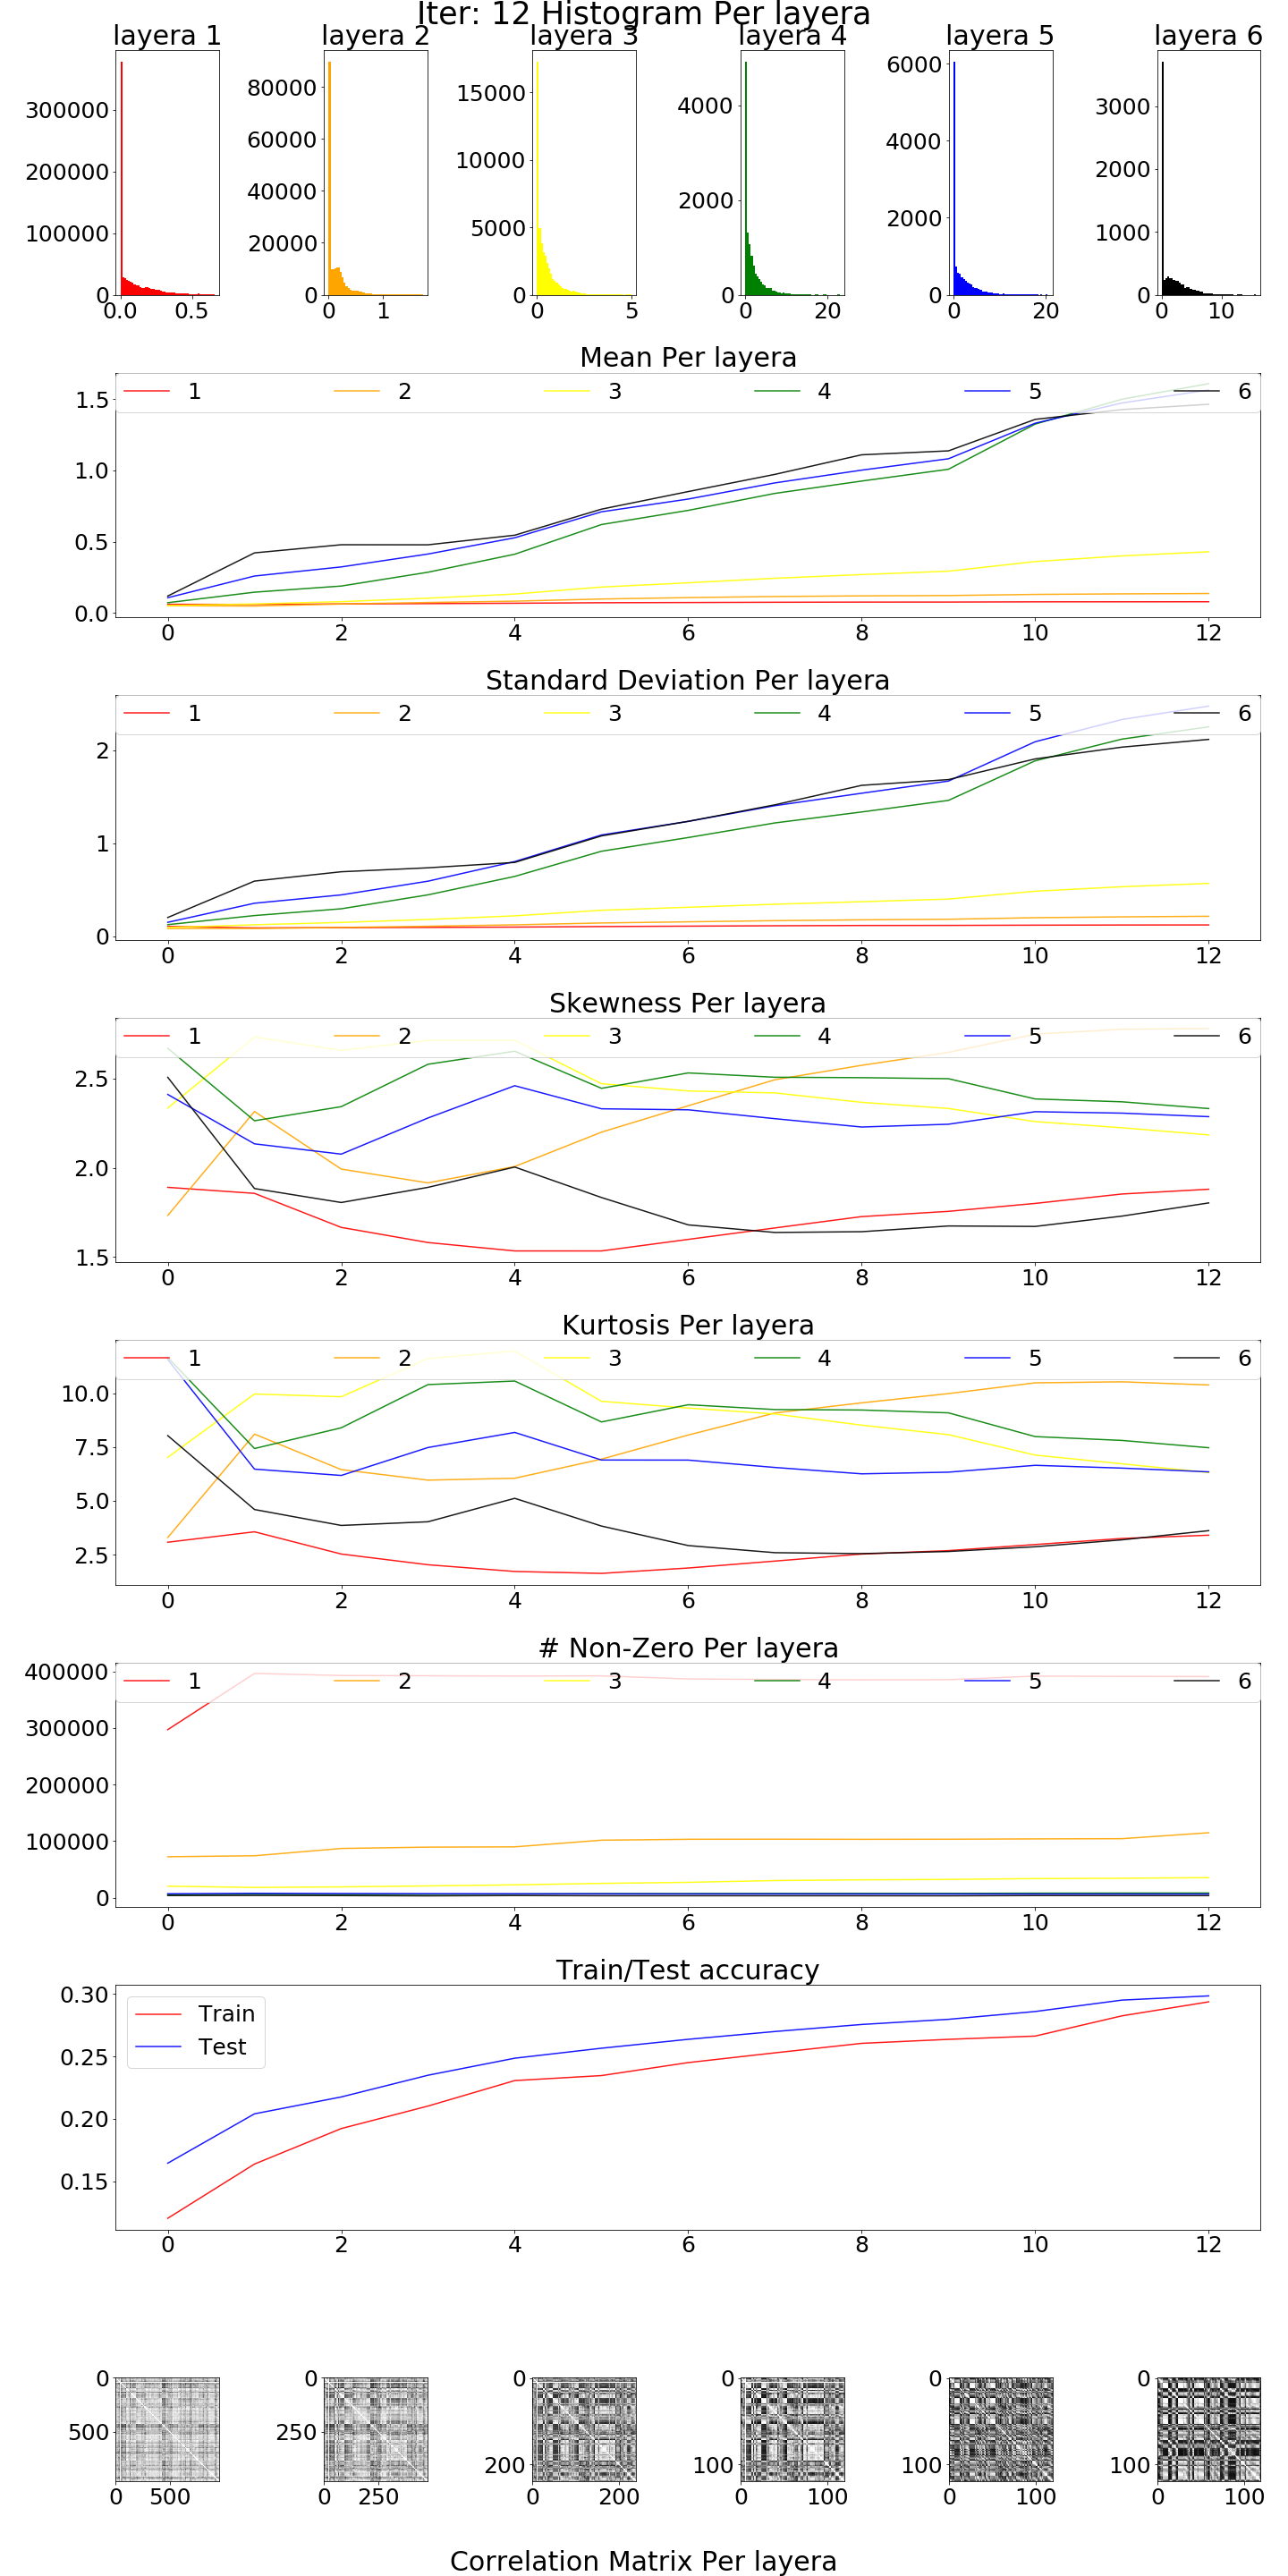 Iter: 12 Histogram Per layera
layera 1 layera 2 layera 3 layera 4 layera 5 layera 6
300000 200000 100000 0
0.0 0.5
80000 60000 40000 20000 0
0 1
15000 10000 5000 0
0 5
4000 2000 0
0 20
6000 4000 2000 0
0 20
3000 2000 1000 0
0 10
Mean Per layera
1 2 3 4 5 6
1.5
1.0
0.5
0.0
0 2 4 6 8 10 12
Standard Deviation Per layera
1 2 3 4 5 6
2
1
0
0 2 4 6 8 10 12
Skewness Per layera
1 2 3 4 5 6
2.5
2.0
1.5
0 2 4 6 8 10 12
Kurtosis Per layera
1 2 3 4 5 6
10.0
7.5
5.0
2.5
0 2 4 6 8 10 12
# Non-Zero Per layera
400000
1 2 3 4 5 6
300000
200000
100000
0
0 2 4 6 8 10 12
Train/Test accuracy
0.30
Train
Test
0.25
0.20
0.15
0 2 4 6 8 10 12
0 500
0 500
0 250
0 250
0 200
0 200
0 100
0 100
0 100
0 100
0 100
0 100
Correlation Matrix Per layera